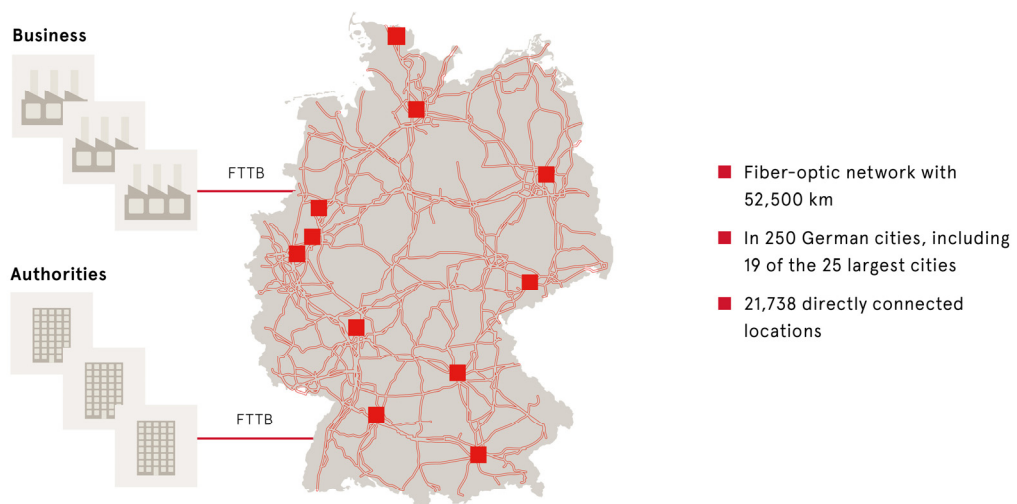 Business
FTTB
Authorities
FTTB
Fiber-optic network with
52,500 km
In 250 German cities, including
19 of the 25 largest cities
21,738 directly connected
locations